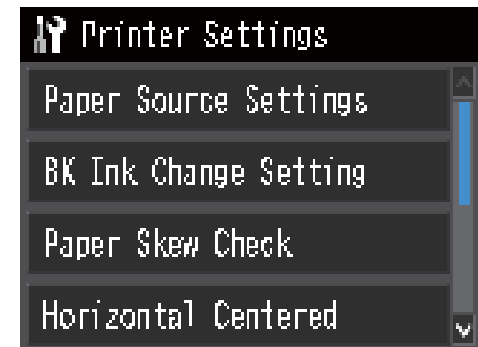 Printer Settings
Paper Source Settings
BK Ink Change Setting
Paper Skew Check
Horizontal Centered